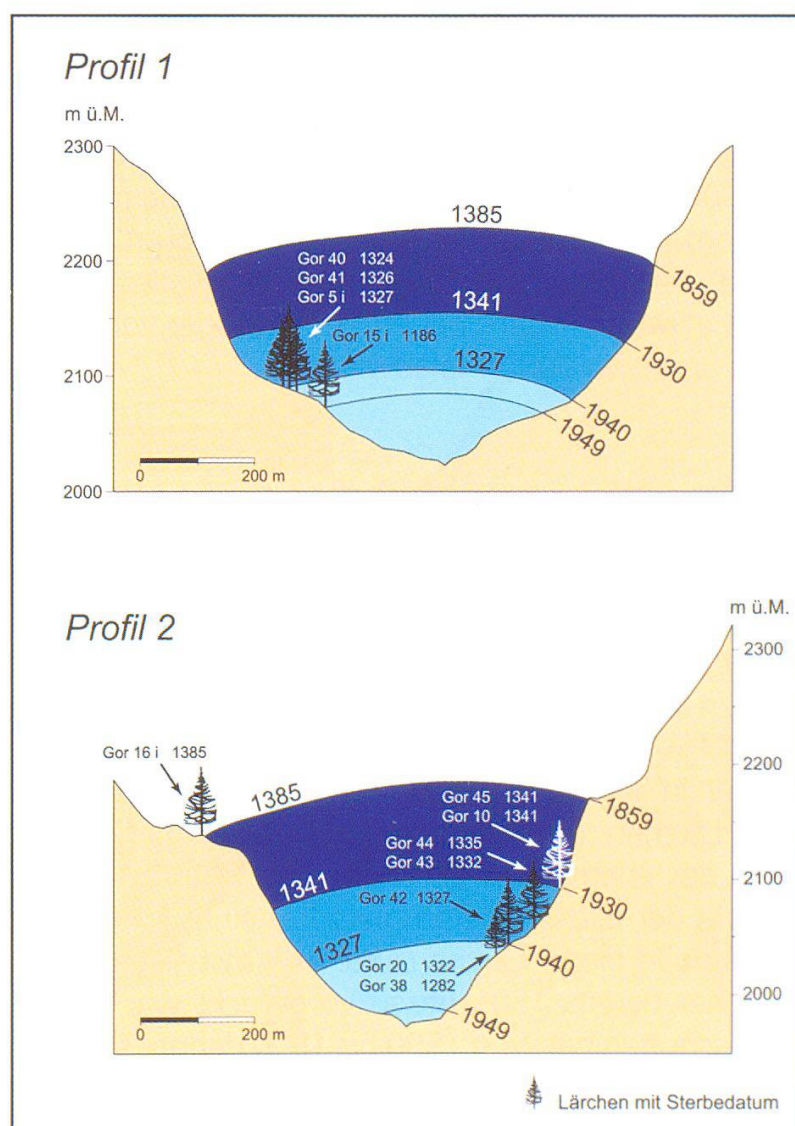 Profil 1
m ü.M.
2300
2200
2100
2000
1385
Gor 40 1324
Gor 41 1326
Gor 5 i 1327
1341
Gor 15 i 1186
1327
1859
1930
1940
1949
0 200 m
Profil 2
m ü.M.
2300
2200
2100
2000
Gor 16 i 1385
1385
Gor 45 1341
Gor 10 1341
Gor 44 1335
Gor 43 1332
1341
Gor 42 1327
1327
Gor 20 1322
Gor 38 1282
1859
1930
1940
1949
0 200 m
Lärchen mit Sterbedatum